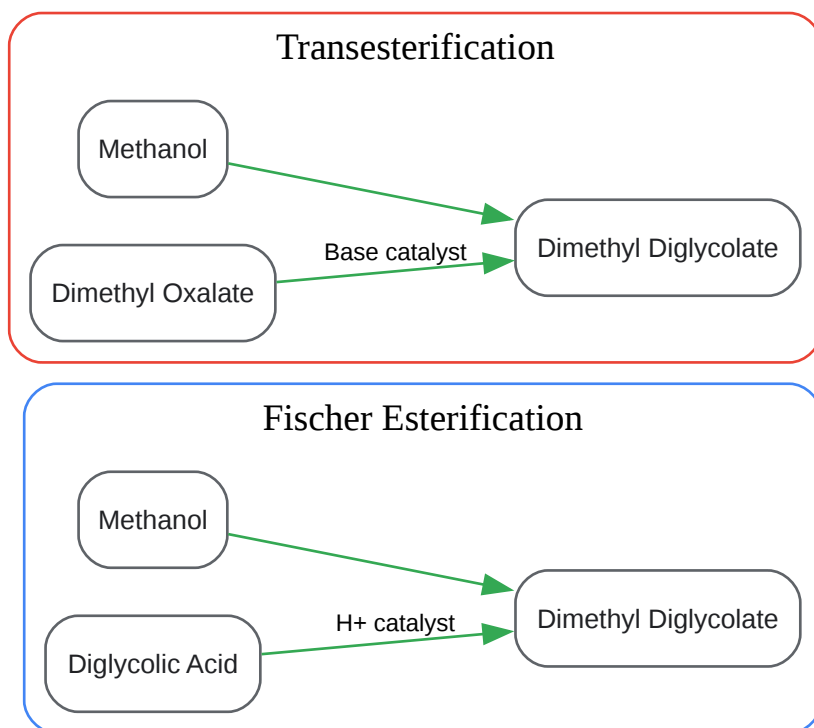 Transesterification
Methanol
Base catalyst
Dimethyl Oxalate
Dimethyl Diglycolate
Fischer Esterification
Methanol
H+ catalyst
Diglycolic Acid
Dimethyl Diglycolate